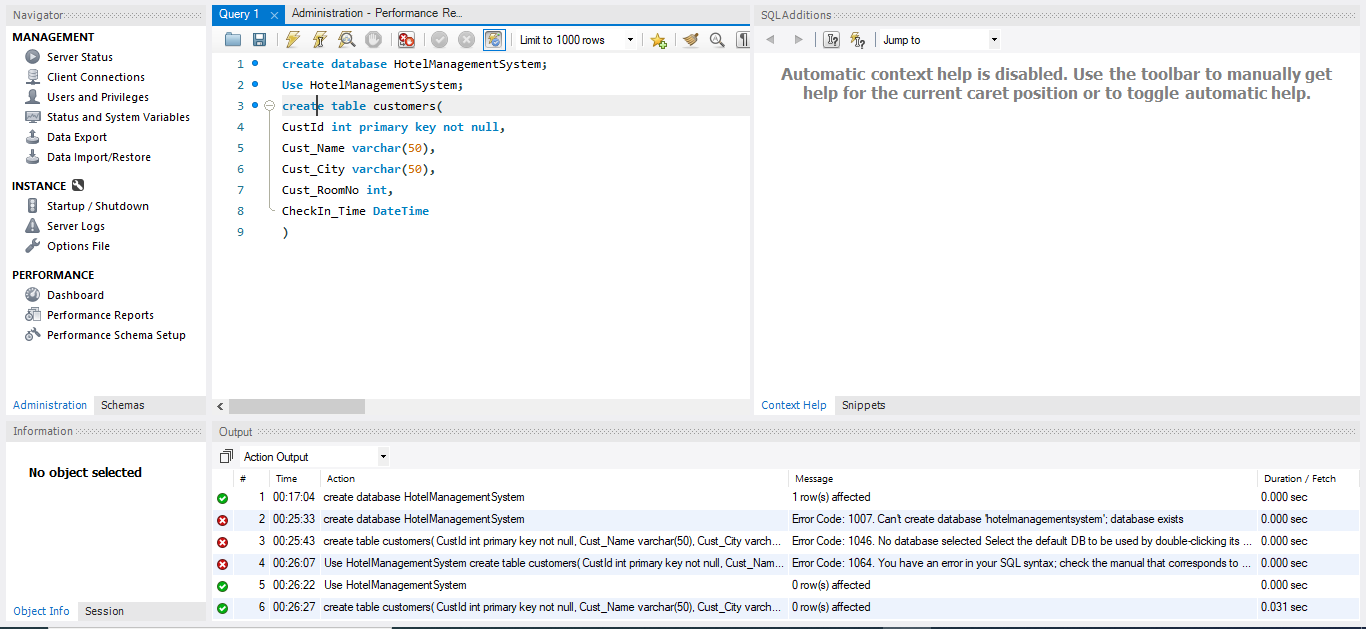 Navigator
MANAGEMENT
Server Status
Client Connections
Users and Privileges
Status and System Variables
Data Export
Data Import/Restore
INSTANCE
Startup / Shutdown
Server Logs
Options File
PERFORMANCE
Dashboard
Performance Reports
Performance Schema Setup
Administration Schemas
Information
No object selected
Object Info Session
Query 1 Administration - Performance Re...
Limit to 1000 rows
1 create database HotelManagementSystem;
2 Use HotelManagementSystem;
3 create table customers(
4 CustId int primary key not null,
5 Cust_Name varchar(50),
6 Cust_City varchar(50),
7 Cust_RoomNo int,
8 CheckIn_Time DateTime
9 )
SQLAdditions
Jump to
Automatic context help is disabled. Use the toolbar to manually get
help for the current caret position or to toggle automatic help.
Context Help Snippets
Output
Action Output
# Time Action Message Duration / Fetch
1 00:17:04 create database HotelManagementSystem 1 row(s) affected 0.000 sec
2 00:25:33 create database HotelManagementSystem Error Code: 1007. Can't create database 'hotelmanagementsystem'; database exists 0.000 sec
3 00:25:43 create table customers( CustId int primary key not null, Cust_Name varchar(50), Cust_City varch... Error Code: 1046. No database selected Select the default DB to be used by double-clicking its ... 0.000 sec
4 00:26:07 Use HotelManagementSystem create table customers( CustId int primary key not null, Cust_Nam... Error Code: 1064. You have an error in your SQL syntax; check the manual that corresponds to ... 0.000 sec
5 00:26:22 Use HotelManagementSystem 0 row(s) affected 0.000 sec
6 00:26:27 create table customers( CustId int primary key not null, Cust_Name varchar(50), Cust_City varch... 0 row(s) affected 0.031 sec